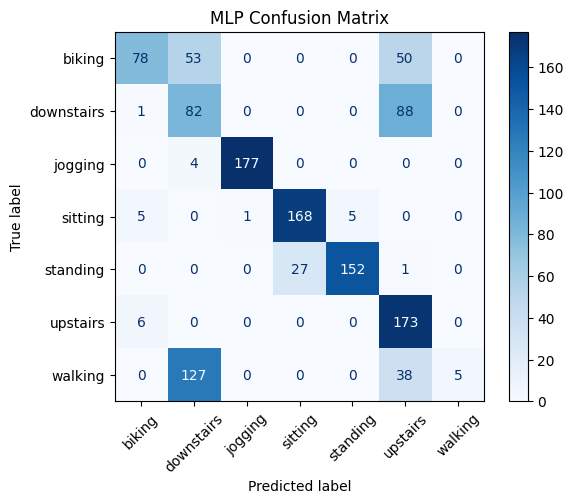 MLP Confusion Matrix
True label
biking 78 53 0 0 0 50 0
downstairs 1 82 0 0 0 88 0
jogging 0 4 177 0 0 0 0
sitting 5 0 1 168 5 0 0
standing 0 0 0 27 152 1 0
upstairs 6 0 0 0 0 173 0
walking 0 127 0 0 0 38 5
biking downstairs jogging sitting standing upstairs walking
Predicted label
160
140
120
100
80
60
40
20
0